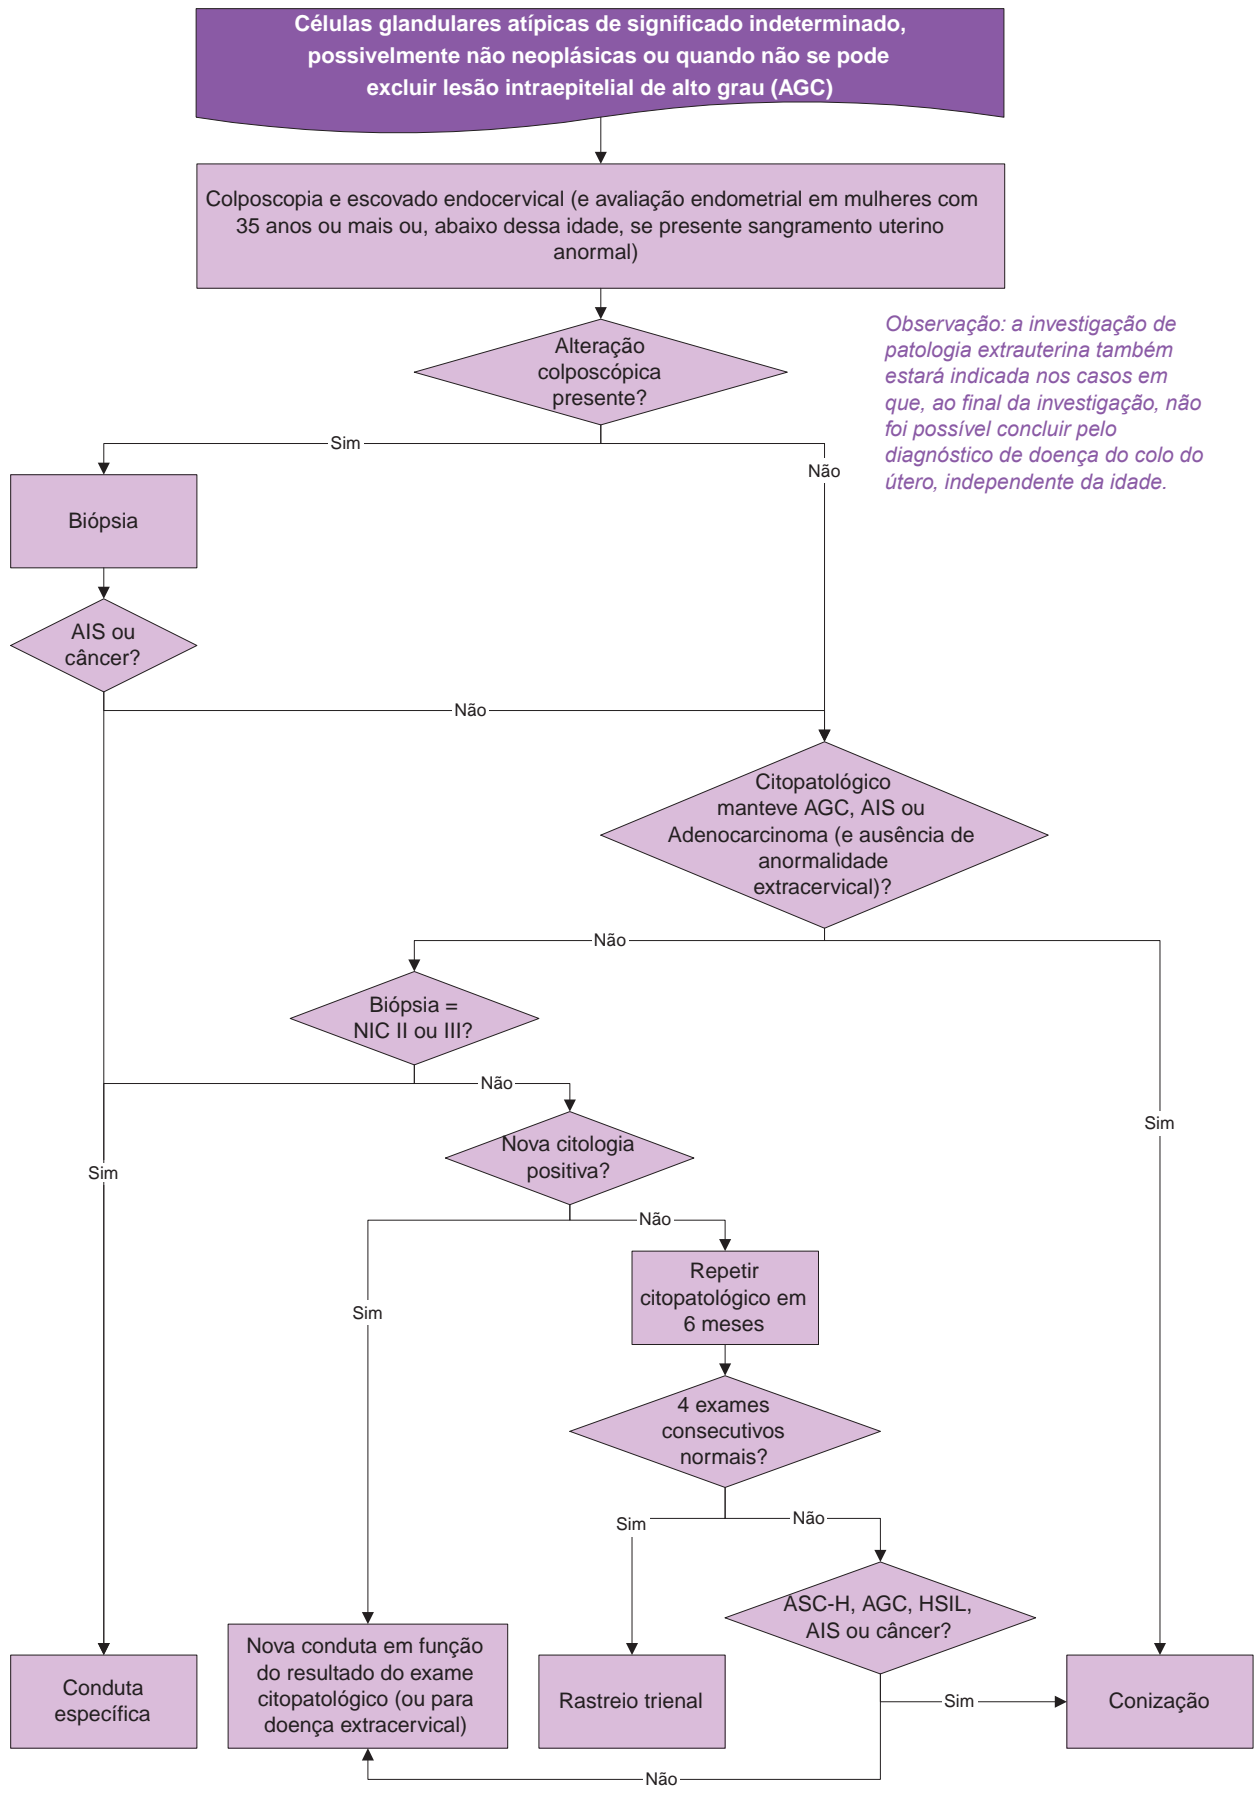 Células glandulares atípicas de significado indeterminado,
possivelmente não neoplásicas ou quando não se pode
excluir lesão intraepitelial de alto grau (AGC)
Colposcopia e escovado endocervical (e avaliação endometrial em mulheres com
35 anos ou mais ou, abaixo dessa idade, se presente sangramento uterino
anormal)
Observação: a investigação de
patologia extrauterina também
estará indicada nos casos em
que, ao final da investigação, não
foi possível concluir pelo
diagnóstico de doença do colo do
útero, independente da idade.
Alteração
colposcópica
presente?
Sim
Não
Biópsia
AIS ou
câncer?
Não
Citopatológico
manteve AGC, AIS ou
Adenocarcinoma (e ausência de
anormalidade
extracervical)?
Não
Biópsia =
NIC II ou III?
Não
Sim
Nova citologia
positiva?
Sim
Não
Repetir
citopatológico em
6 meses
Sim
4 exames
consecutivos
normais?
Sim
Não
ASC-H, AGC, HSIL,
AIS ou câncer?
Conduta
específica
Nova conduta em função
do resultado do exame
citopatológico (ou para
doença extracervical)
Rastreio trienal
Sim
Conização
Não